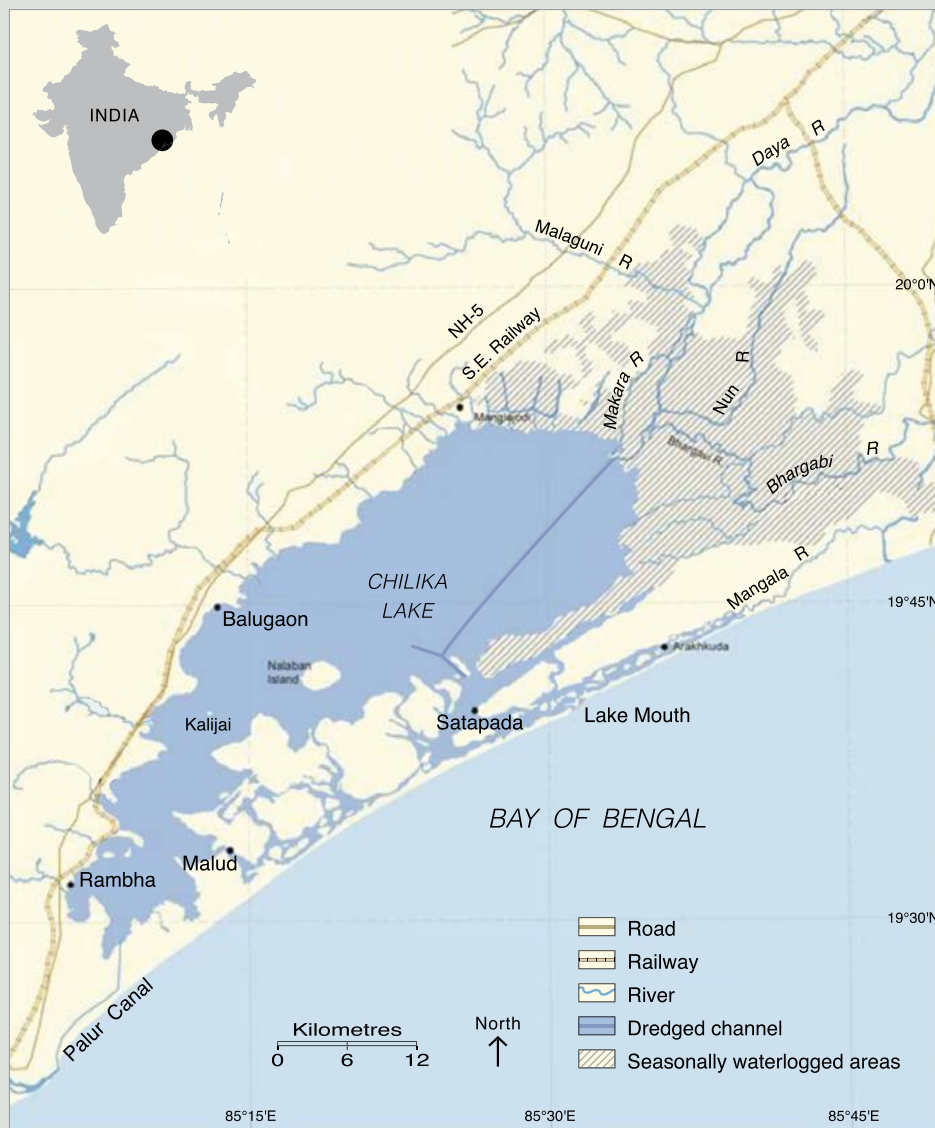 INDIA
Daya R
Malaguni R
20°0'N
NH-5
S.E. Railway
Makara R
Nun R
Bhargavi R
Bhargabi R
CHILIKA
LAKE
Mangala R
19°45'N
Balugaon
Arakhkuda
Nalaban
Island
Kalijai
Satapada
Lake Mouth
BAY OF BENGAL
Malud
Rambha
19°30'N
Road
Railway
River
Dredged channel
Seasonally waterlogged areas
Palur Canal
Kilometres
0 6 12
North
85°15'E
85°30'E
85°45'E